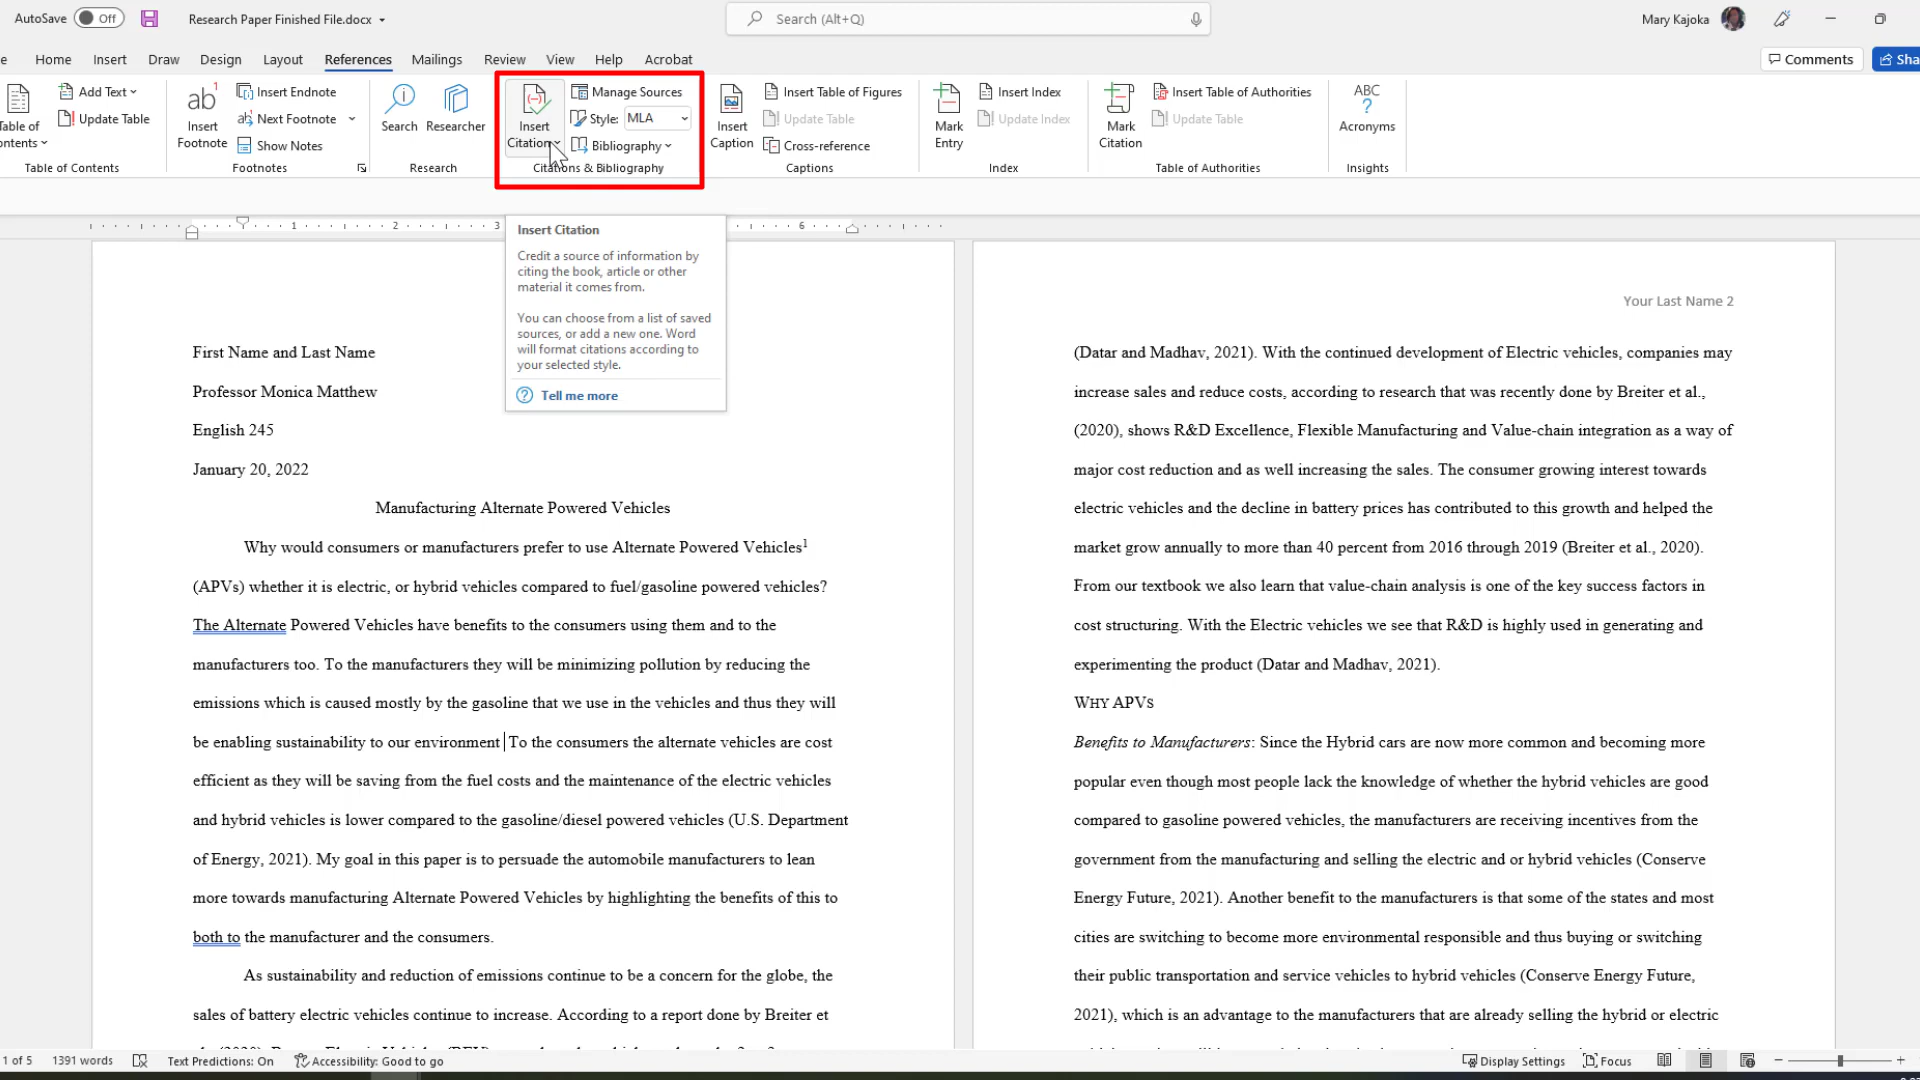 AutoSave Off Research Paper Finished File.docx Search (Alt+Q) Mary Kajoka
Home Insert Draw Design Layout References Mailings Review View Help Acrobat Comments
Add Text
Update Table
Table of Contents
ab 1
Insert Footnote
Insert Endnote
Next Footnote
Show Notes
Footnotes
Search Researcher
Research
Insert Citation
Manage Sources
Style: MLA
Bibliography
Citations & Bibliography
Insert Caption
Insert Table of Figures
Update Table
Cross-reference
Captions
Mark Entry
Insert Index
Update Index
Index
Mark Citation
Insert Table of Authorities
Update Table
Table of Authorities
ABC
?
Acronyms
Insights
1 2 3 6
Insert Citation
Credit a source of information by
citing the book, article or other
material it comes from.
You can choose from a list of saved
sources, or add a new one. Word
will format citations according to
your selected style.
? Tell me more
First Name and Last Name
Professor Monica Matthew
English 245
January 20, 2022
Manufacturing Alternate Powered Vehicles
Why would consumers or manufacturers prefer to use Alternate Powered Vehicles1
(APVs) whether it is electric, or hybrid vehicles compared to fuel/gasoline powered vehicles?
The Alternate Powered Vehicles have benefits to the consumers using them and to the
manufacturers too. To the manufacturers they will be minimizing pollution by reducing the
emissions which is caused mostly by the gasoline that we use in the vehicles and thus they will
be enabling sustainability to our environment To the consumers the alternate vehicles are cost
efficient as they will be saving from the fuel costs and the maintenance of the electric vehicles
and hybrid vehicles is lower compared to the gasoline/diesel powered vehicles (U.S. Department
of Energy, 2021). My goal in this paper is to persuade the automobile manufacturers to lean
more towards manufacturing Alternate Powered Vehicles by highlighting the benefits of this to
both to the manufacturer and the consumers.
As sustainability and reduction of emissions continue to be a concern for the globe, the
sales of battery electric vehicles continue to increase. According to a report done by Breiter et
Your Last Name 2
(Datar and Madhav, 2021). With the continued development of Electric vehicles, companies may
increase sales and reduce costs, according to research that was recently done by Breiter et al.,
(2020), shows R&D Excellence, Flexible Manufacturing and Value-chain integration as a way of
major cost reduction and as well increasing the sales. The consumer growing interest towards
electric vehicles and the decline in battery prices has contributed to this growth and helped the
market grow annually to more than 40 percent from 2016 through 2019 (Breiter et al., 2020).
From our textbook we also learn that value-chain analysis is one of the key success factors in
cost structuring. With the Electric vehicles we see that R&D is highly used in generating and
experimenting the product (Datar and Madhav, 2021).
WHY APVS
Benefits to Manufacturers: Since the Hybrid cars are now more common and becoming more
popular even though most people lack the knowledge of whether the hybrid vehicles are good
compared to gasoline powered vehicles, the manufacturers are receiving incentives from the
government from the manufacturing and selling the electric and or hybrid vehicles (Conserve
Energy Future, 2021). Another benefit to the manufacturers is that some of the states and most
cities are switching to become more environmental responsible and thus buying or switching
their public transportation and service vehicles to hybrid vehicles (Conserve Energy Future,
2021), which is an advantage to the manufacturers that are already selling the hybrid or electric
1 of 5 1391 words Text Predictions: On Accessibility: Good to go Display Settings Focus